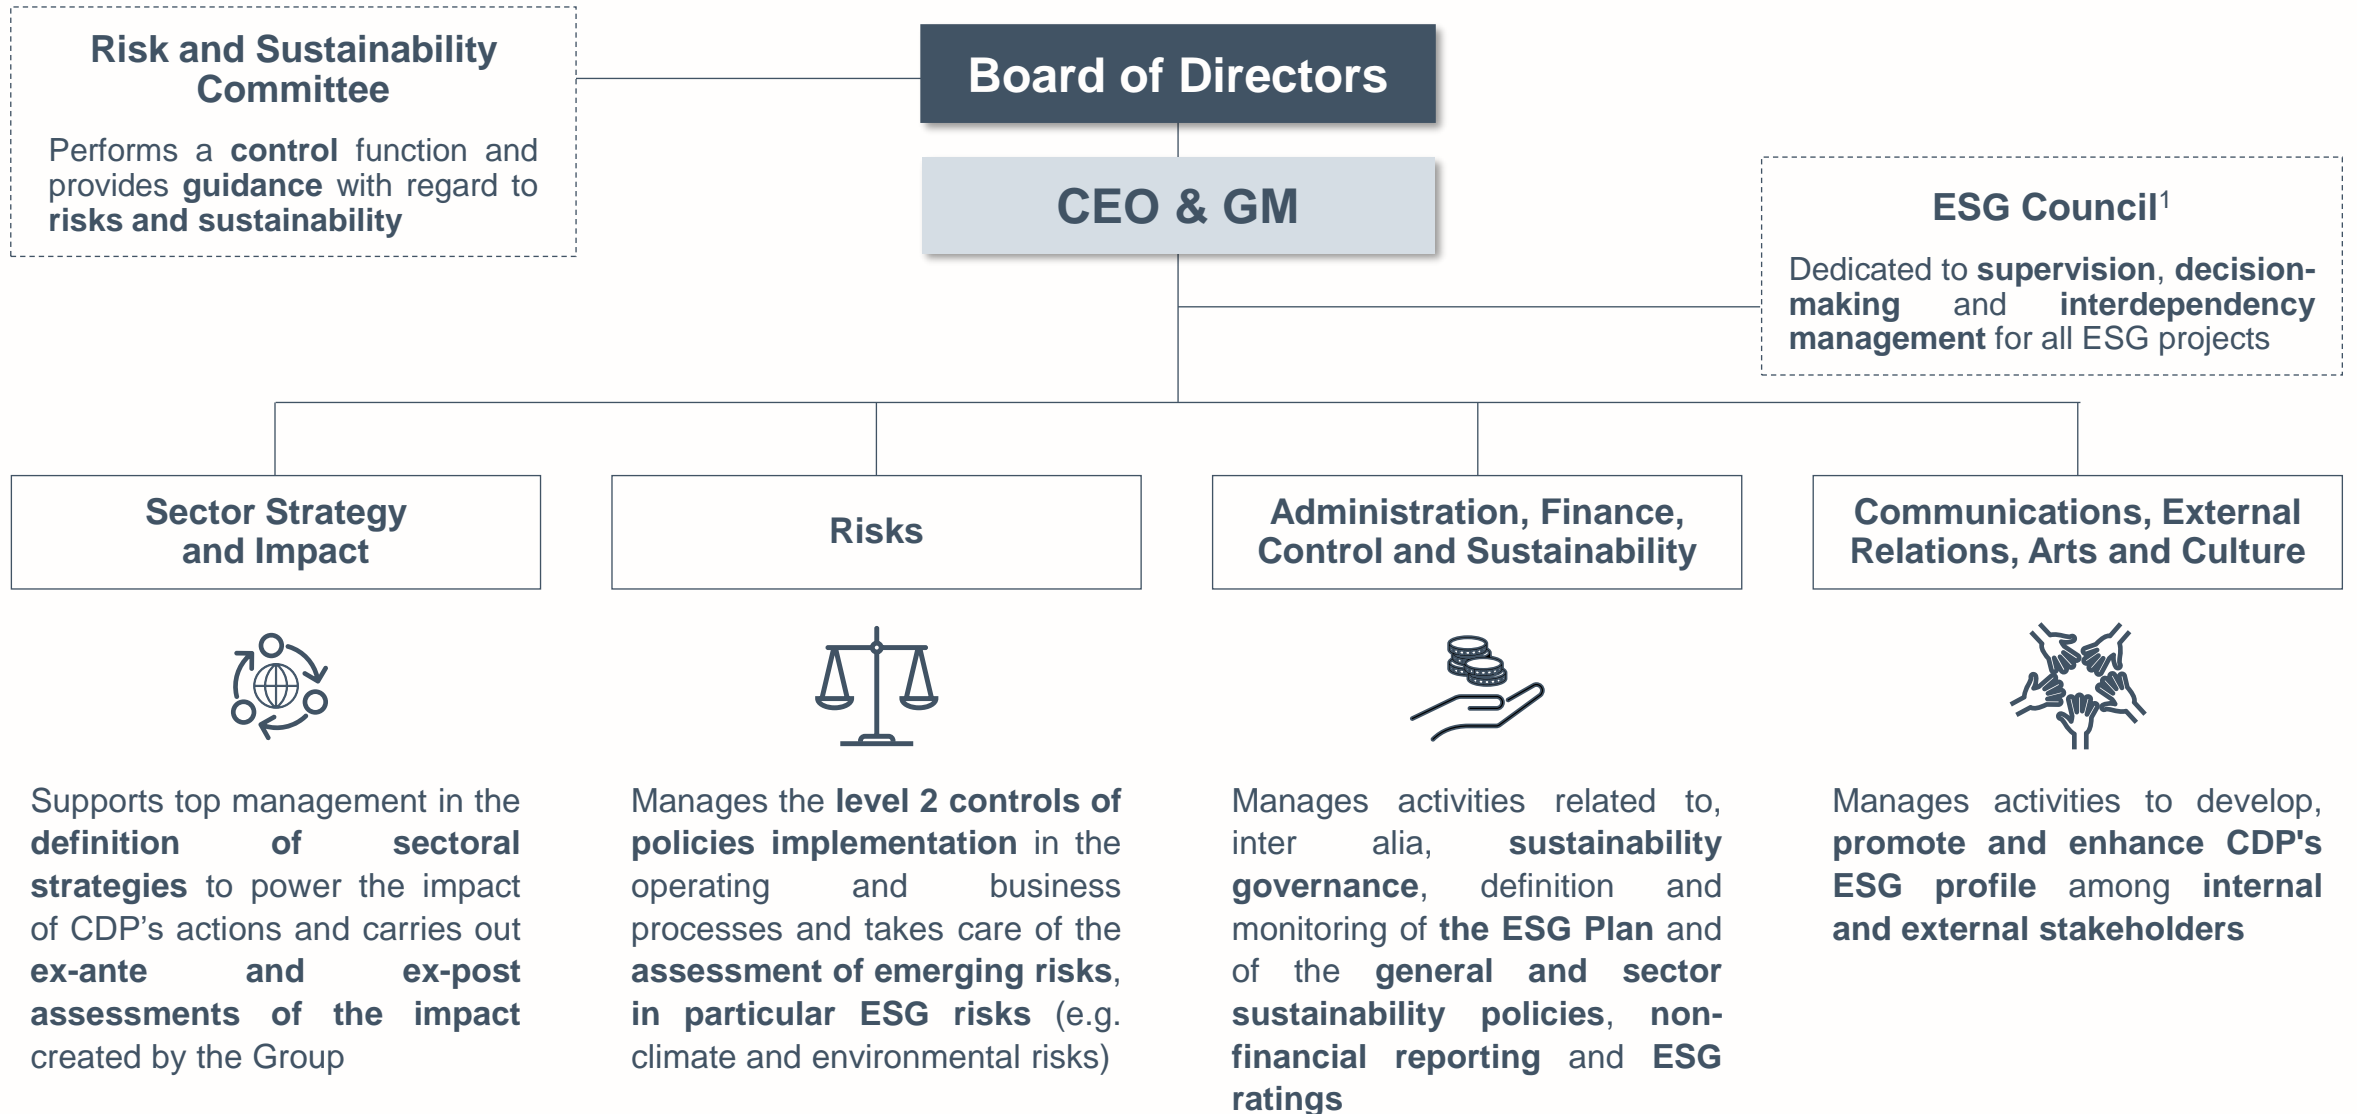 Risk and Sustainability
Committee
Performs a control function and
provides guidance with regard to
risks and sustainability
Board of Directors
CEO & GM
ESG Council¹
Dedicated to supervision, decision-
making and interdependency
management for all ESG projects
Sector Strategy
and Impact
Supports top management in the
definition of sectoral
strategies to power the impact
of CDP’s actions and carries out
ex-ante and ex-post
assessments of the impact
created by the Group
Risks
Manages the level 2 controls of
policies implementation in the
operating and business
processes and takes care of the
assessment of emerging risks,
in particular ESG risks (e.g.
climate and environmental risks)
Administration, Finance,
Control and Sustainability
Manages activities related to,
inter alia, sustainability
governance, definition and
monitoring of the ESG Plan and
of the general and sector
sustainability policies, non-
financial reporting and ESG
ratings
Communications, External
Relations, Arts and Culture
Manages activities to develop,
promote and enhance CDP's
ESG profile among internal
and external stakeholders